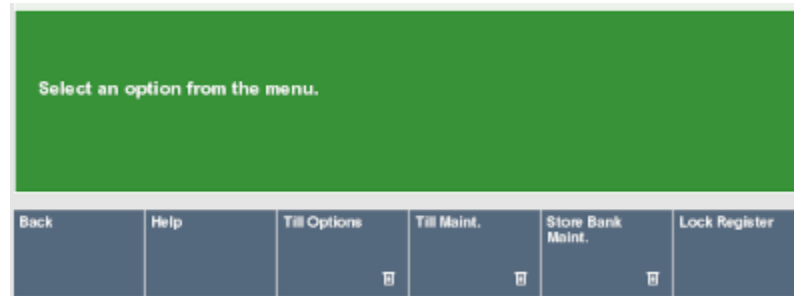 Select an option from the menu.
Back
Help
Till Options
Till Maint.
Store Bank
Maint.
Lock Register